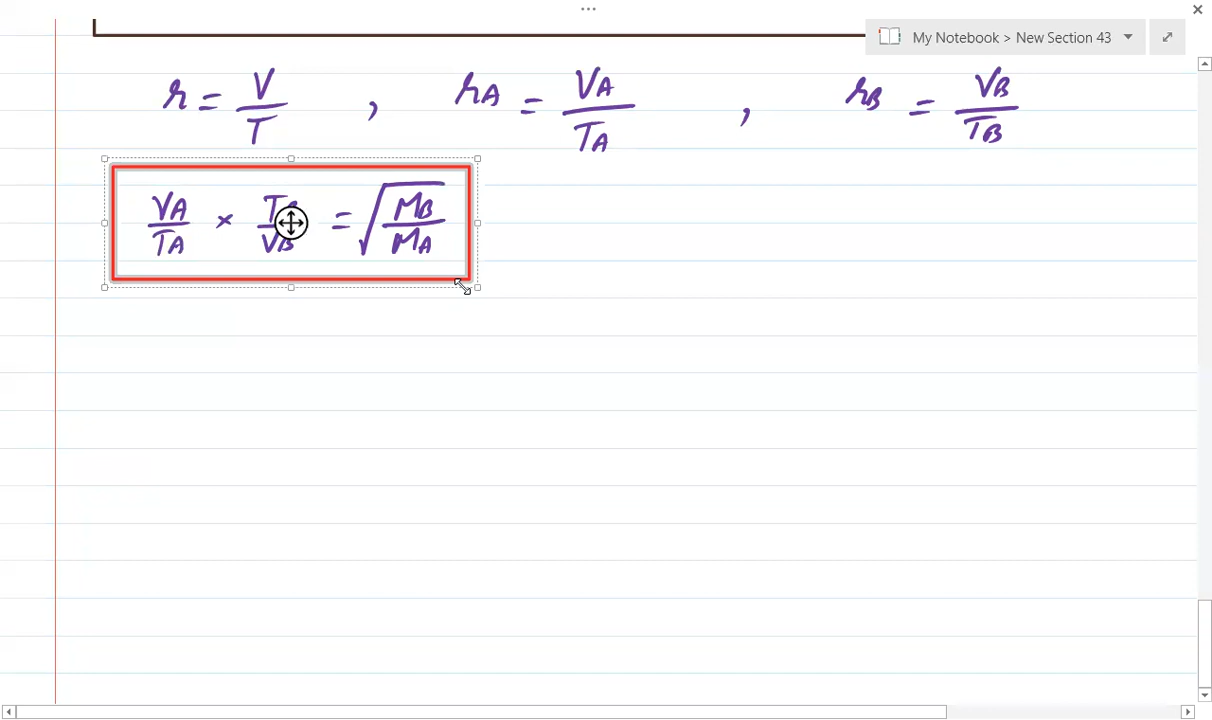 ...
My Notebook > New Section 43
r = V/T , rA = VA/TA , rB = VB/TB
VA/TA × TB/VB = √(MB/MA)